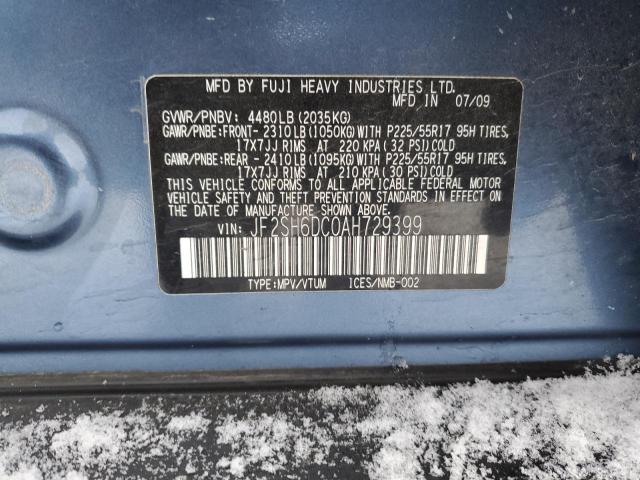 MFD BY FUJI HEAVY INDUSTRIES LTD.
MFD IN 07/09
GVWR/PNBV: 4480LB(2035KG)
GAWR/PNBE:FRONT- 2310LB(1050KG)WITH P225/55R17 95H TIRES,
17X7JJ RIMS AT 220 KPA (32 PSI)COLD
GAWR/PNBE:REAR - 2410LB(1095KG)WITH P225/55R17 95H TIRES,
17X7JJ RIMS AT 210 KPA (30 PSI)COLD
THIS VEHICLE CONFORMS TO ALL APPLICABLE FEDERAL MOTOR
VEHICLE SAFETY AND THEFT PREVENTION STANDARDS IN EFFECT
ON THE DATE OF MANUFACTURE SHOWN ABOVE.
VIN: JF2SH6DC0AH729399
TYPE:MPV/VTUM ICES/NMB-002